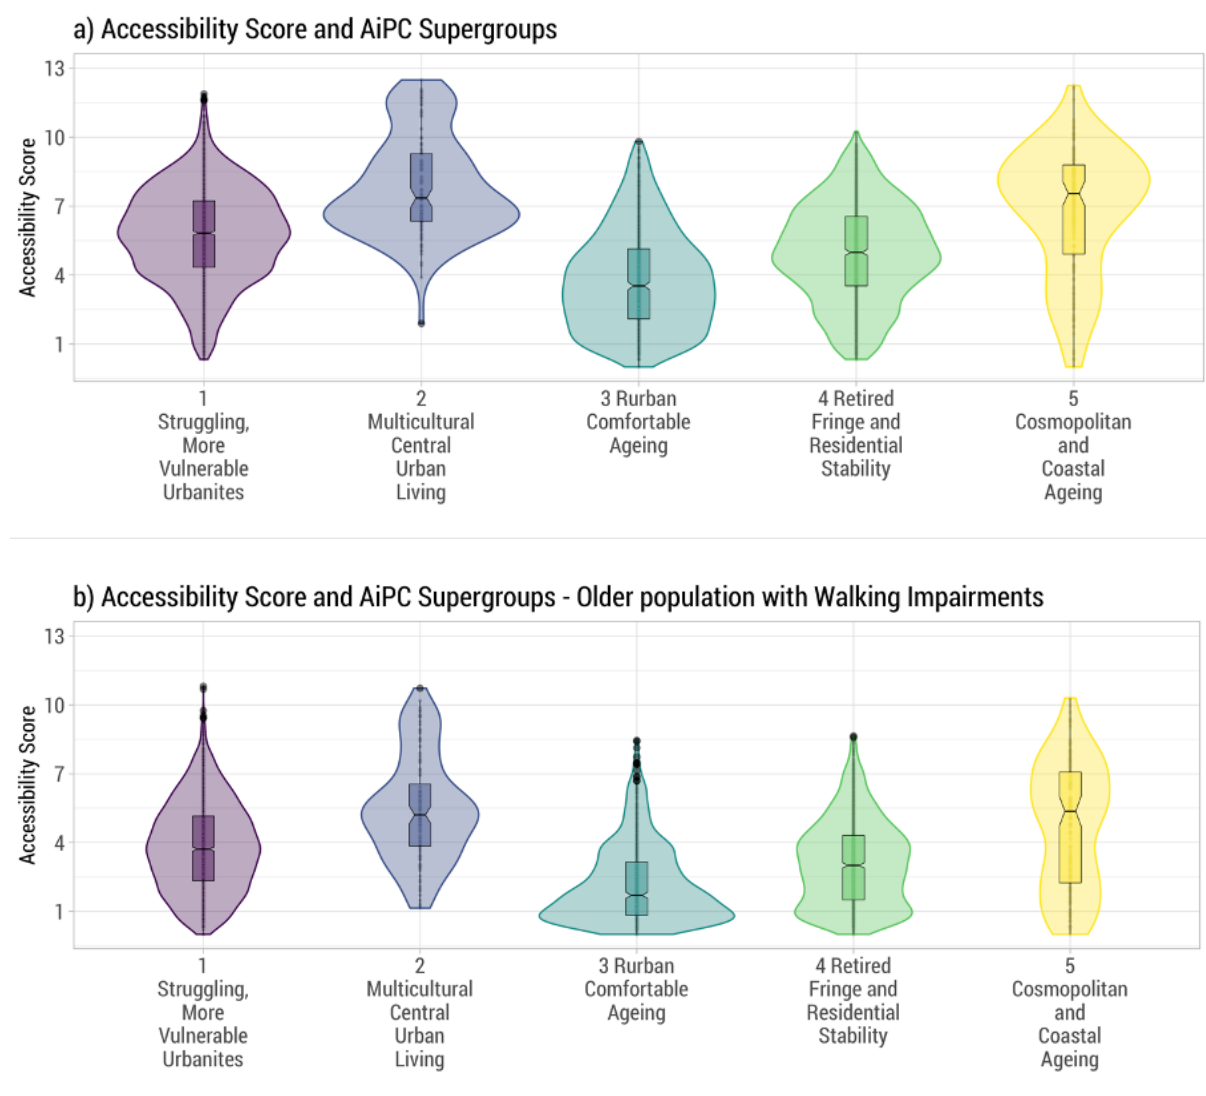 a) Accessibility Score and AiPC Supergroups
Accessibility Score
13
10
7
4
1
1
Struggling,
More
Vulnerable
Urbanites
2
Multicultural
Central
Urban
Living
3 Rurban
Comfortable
Ageing
4 Retired
Fringe and
Residential
Stability
5
Cosmopolitan
and
Coastal
Ageing
b) Accessibility Score and AiPC Supergroups - Older population with Walking Impairments
Accessibility Score
13
10
7
4
1
1
Struggling,
More
Vulnerable
Urbanites
2
Multicultural
Central
Urban
Living
3 Rurban
Comfortable
Ageing
4 Retired
Fringe and
Residential
Stability
5
Cosmopolitan
and
Coastal
Ageing